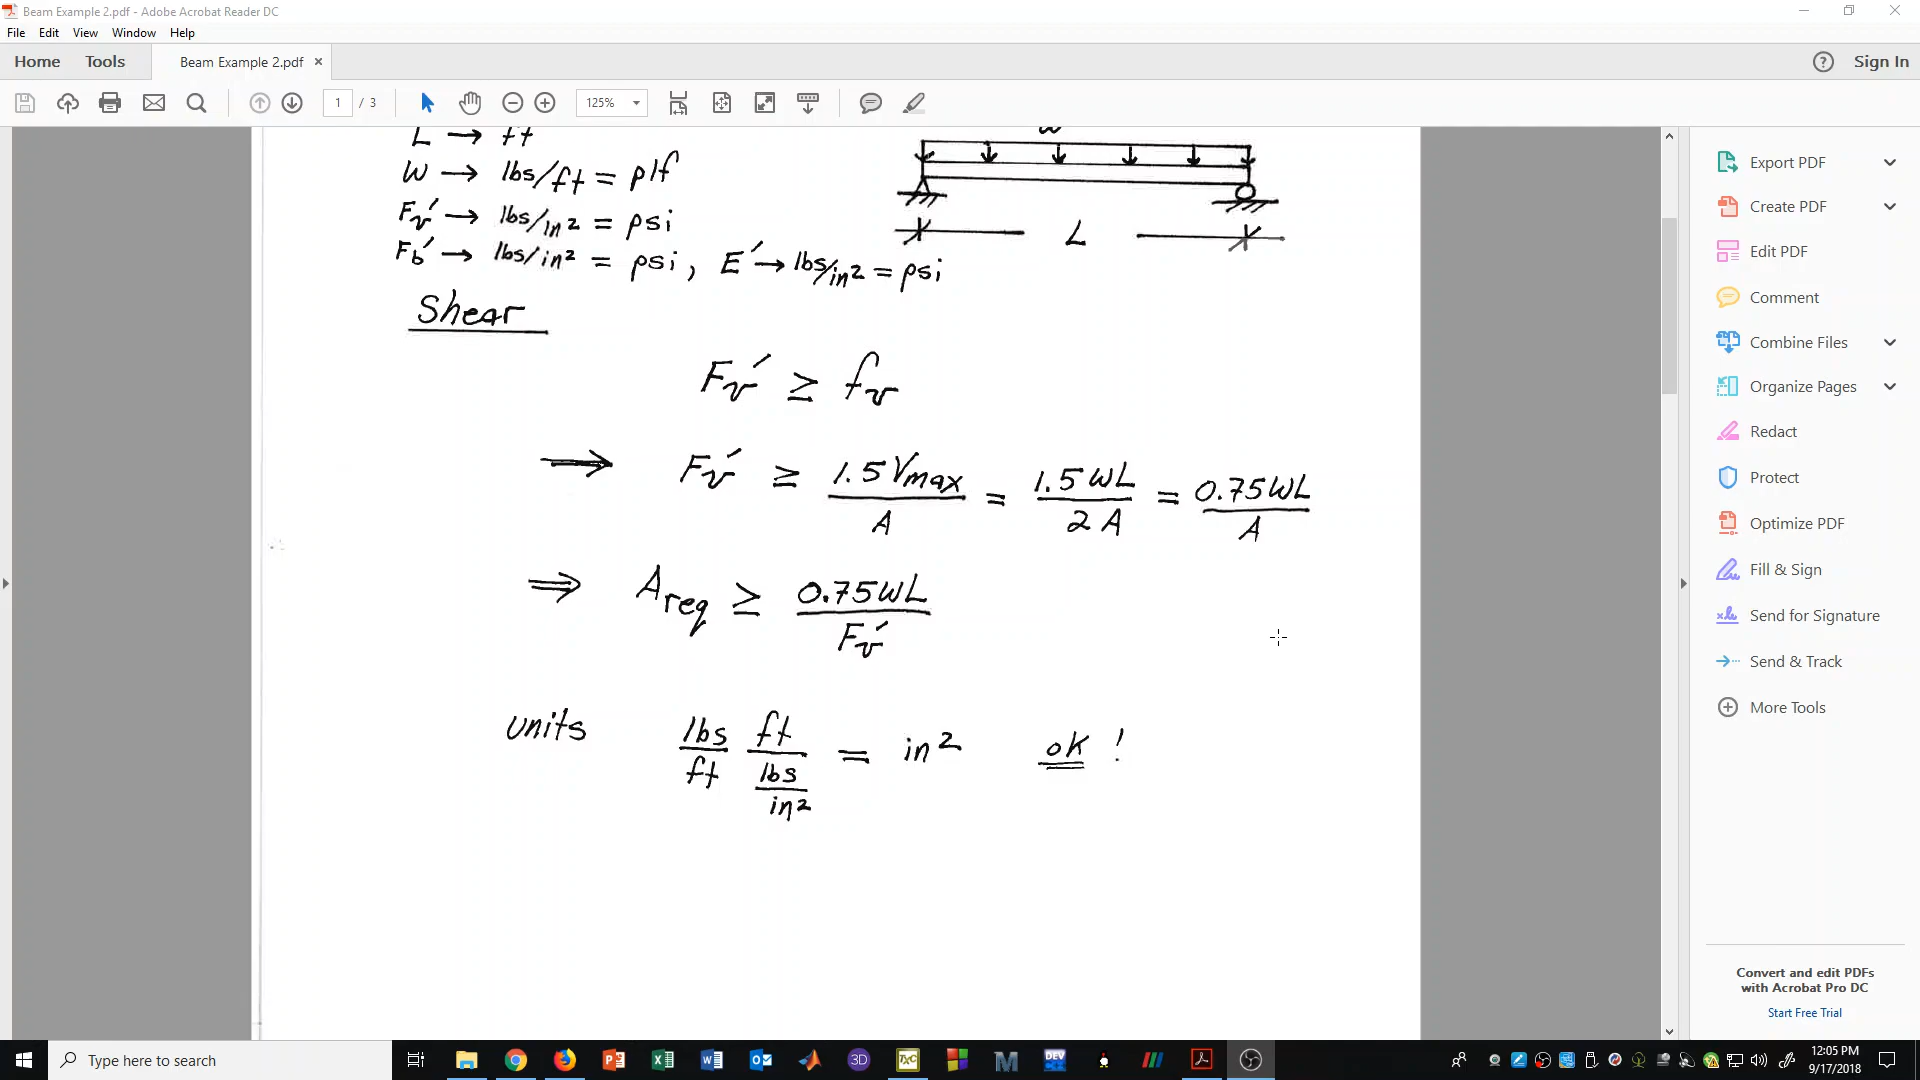 Beam Example 2.pdf - Adobe Acrobat Reader DC
File Edit View Window Help
Home Tools Beam Example 2.pdf × Sign In
1 / 3 125%
L → ft
W → lbs/ft = plf
Fv' → lbs/in² = psi
Fb' → lbs/in² = psi, E' → lbs/in² = psi
w
L
Shear
Fv' ≥ fv
⟹ Fv' ≥ 1.5Vmax/A = 1.5WL/2A = 0.75WL/A
⟹ Areq ≥ 0.75WL/Fv'
units lbs/ft ft/(lbs/in²) = in² ok !
Export PDF
Create PDF
Edit PDF
Comment
Combine Files
Organize Pages
Redact
Protect
Optimize PDF
Fill & Sign
Send for Signature
Send & Track
More Tools
Convert and edit PDFs
with Acrobat Pro DC
Start Free Trial
Type here to search
12:05 PM
9/17/2018